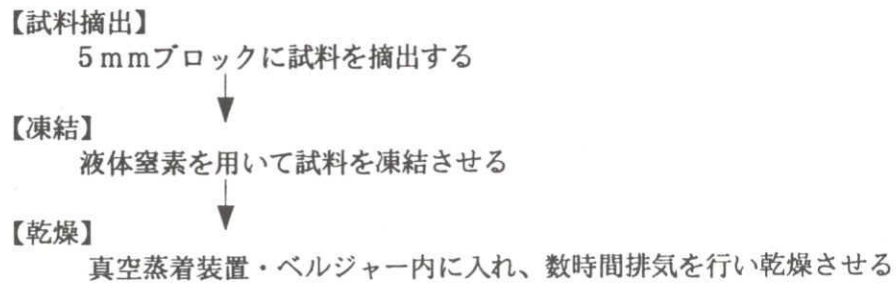 【試料摘出】
5mmブロックに試料を摘出する
【凍結】
液体窒素を用いて試料を凍結させる
【乾燥】
真空蒸着装置・ベルジャー内に入れ、数時間排気を行い乾燥させる